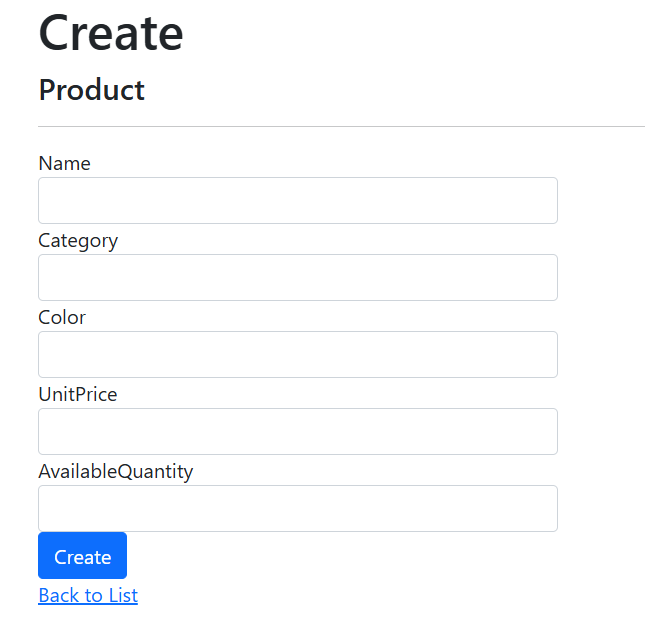 Create
Product
Name
Category
Color
UnitPrice
AvailableQuantity
Create
Back to List